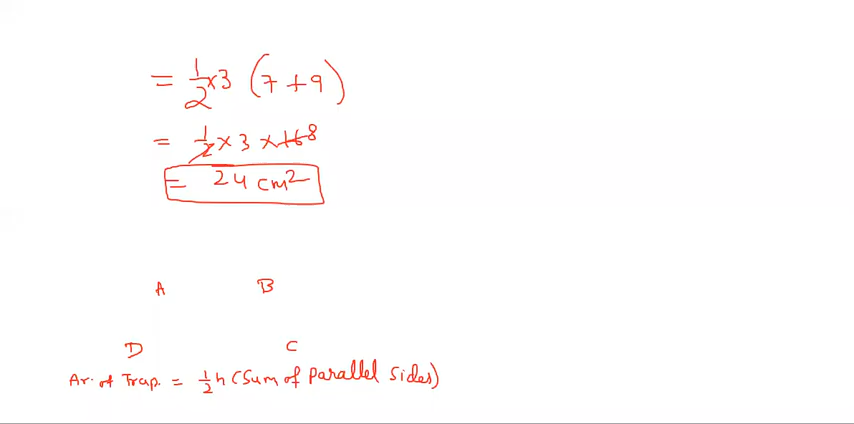 = 1/2 × 3 (7 + 9)
= 1/2 × 3 × 16 8
= 24 cm²
A B
D C
Ar. of Trap. = 1/2 h (Sum of Parallel Sides)